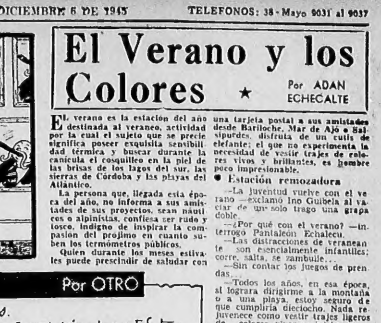 DICIEMBRE 6 DE 1945
TELEFONOS: 38 - Mayo 9031 al 9037
El Verano y los
Colores ★
Por ADAN
ECHECALTE
EL verano es la estación del año
destinada al veraneo, actividad
por la cual el sujeto que se precie
significa poseer exquisita sensibili-
dad térmica y buscar durante la
canícula el cosquilleo en la piel de
las brisas de los lagos del sur, las
sierras de Córdoba y las playas del
Atlántico.
La persona que, llegada esta épo-
ca del año, no informa a sus amis-
tades de sus proyectos, sean náuti-
cos o alpinistas, confiesa ser rudo y
tosco, indigno de inspirar la com-
pasión del prójimo en cuanto su-
ben los termómetros públicos.
Quien durante los meses estiva-
les puede prescindir de saludar con
una tarjeta postal a sus amistades
desde Bariloche, Mar de Ajó o Sal-
sipuedes, disfruta de un cutis de
elefante; el que no experimenta la
necesidad de vestir trajes de colo-
res vivos y brillantes, es hombre
poco impresionable.
● Estación remozadora
—La juventud vuelve con el ve-
rano —exclamó Ino Guibela al va-
ciar de un solo trago una grapa
doble.
—¿Por qué con el verano? —in-
terrogó Pantaleón Echalecu.
—Las distracciones de veranean-
te son esencialmente infantiles:
corre, salta, se zambulle...
—Sin contar los juegos de pren-
das.
—Todos los años, en esa época,
al lograr dirigirme a la montaña
o a una playa, estoy seguro de
que cumpliría dieciocho. Nada re-
juvenece como vestir trajes ligeros
Por OTRO